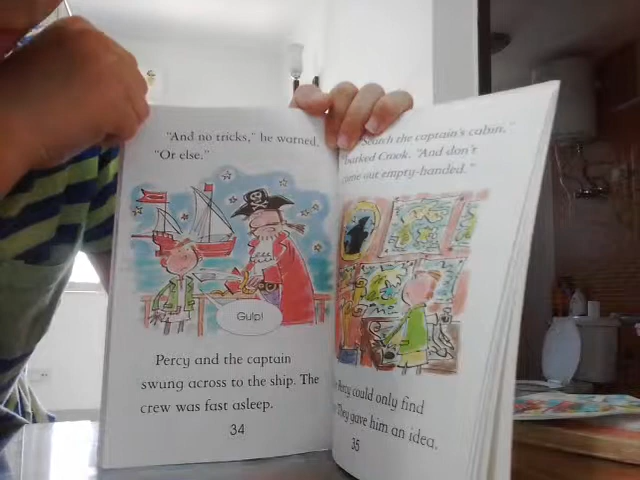 "And no tricks," he warned.
"Or else."
Gulp!
Percy and the captain
swung across to the ship. The
crew was fast asleep.
34
"Search the captain's cabin,"
barked Crook. "And don't
come out empty-handed."
Percy could only find
They gave him an idea.
35